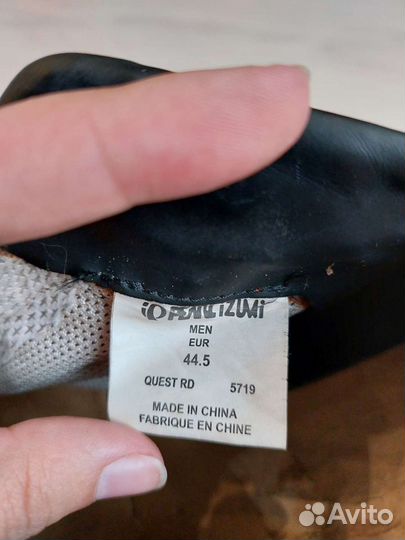 PEARL IZUMi
MEN
EUR
44.5
QUEST RD 5719
MADE IN CHINA
FABRIQUE EN CHINE
Avito